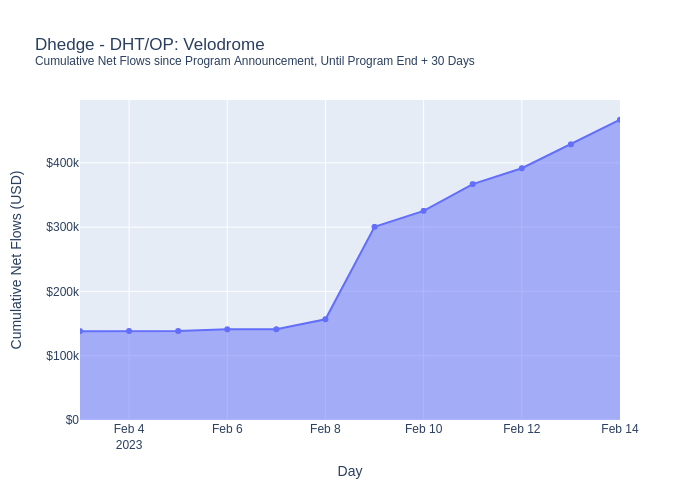 Dhedge - DHT/OP: Velodrome
Cumulative Net Flows since Program Announcement, Until Program End + 30 Days
Cumulative Net Flows (USD)
$400k
$300k
$200k
$100k
$0
Feb 4
2023
Feb 6
Feb 8
Feb 10
Feb 12
Feb 14
Day